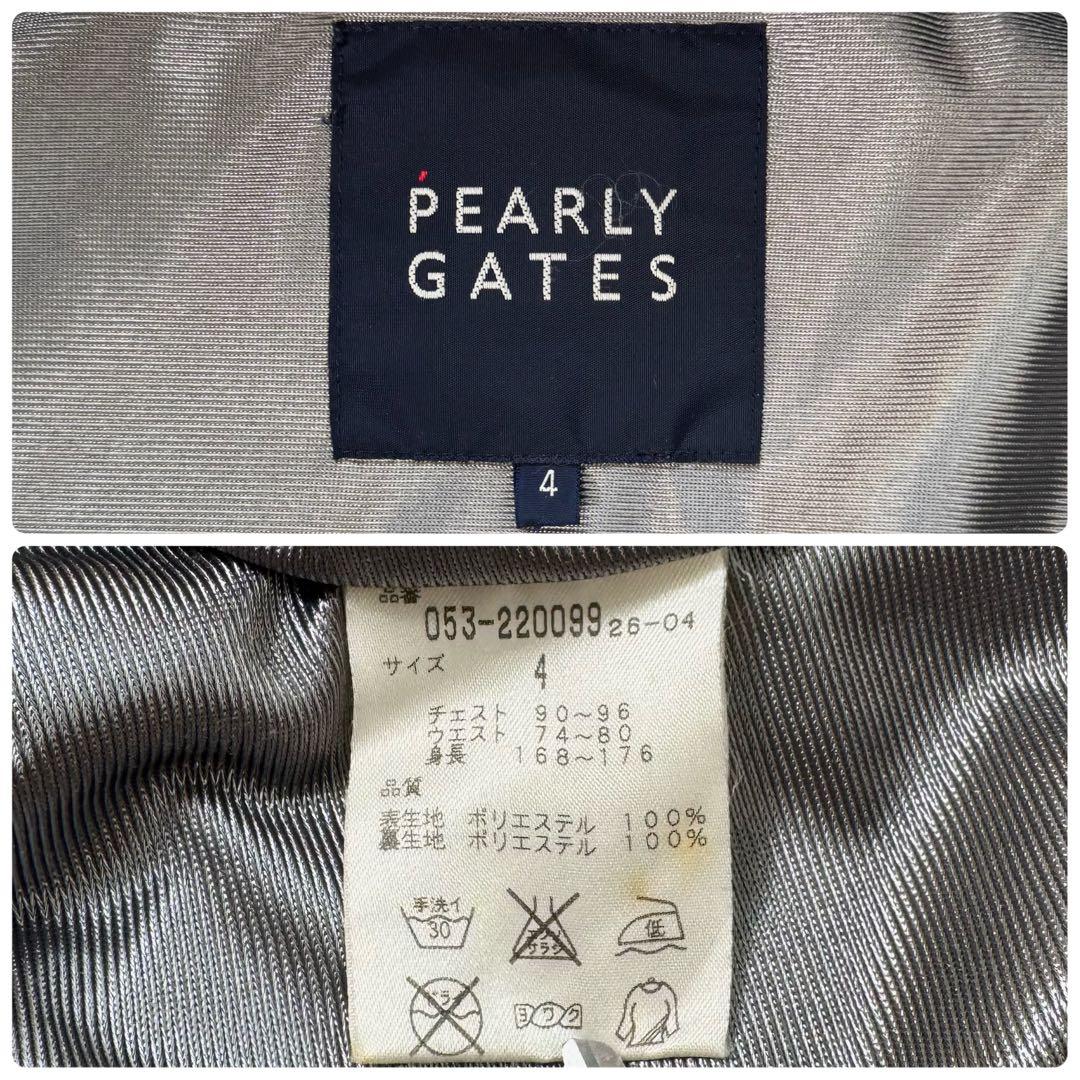 PEARLY
GATES
4
品番
053-220099 26-04
サイズ 4
チェスト 90～96
ウエスト 74～80
身長 168～176
品質
表生地 ポリエステル 100%
裏生地 ポリエステル 100%
手洗イ
30
サラシ
低
ドライ
ヨワク